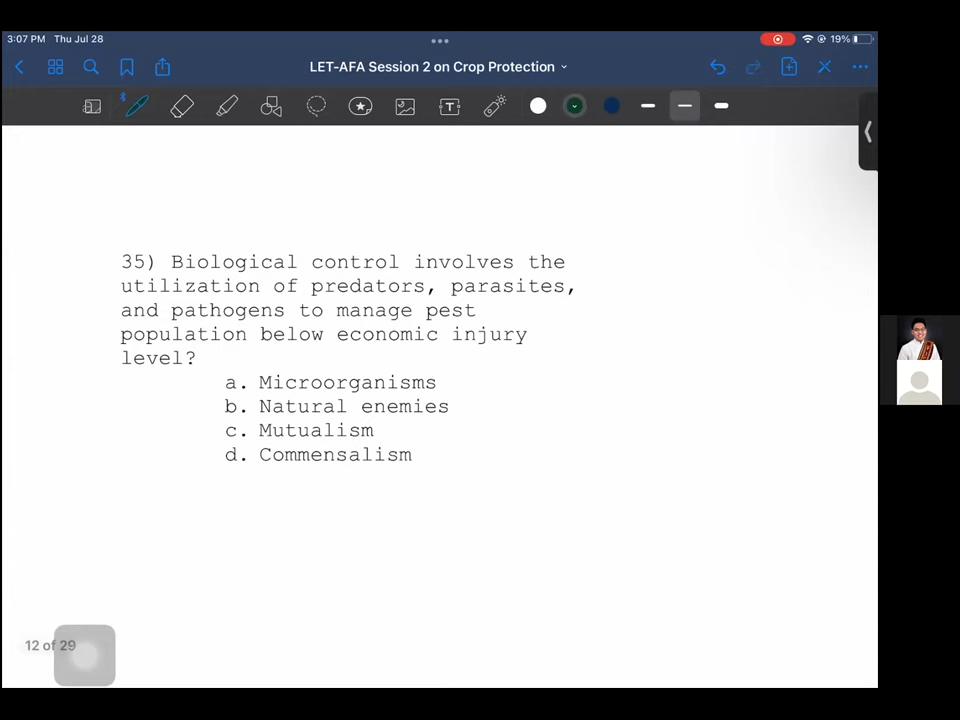 3:07 PM Thu Jul 28
19%
LET-AFA Session 2 on Crop Protection
T
35) Biological control involves the
utilization of predators, parasites,
and pathogens to manage pest
population below economic injury
level?
a. Microorganisms
b. Natural enemies
c. Mutualism
d. Commensalism
12 of 29